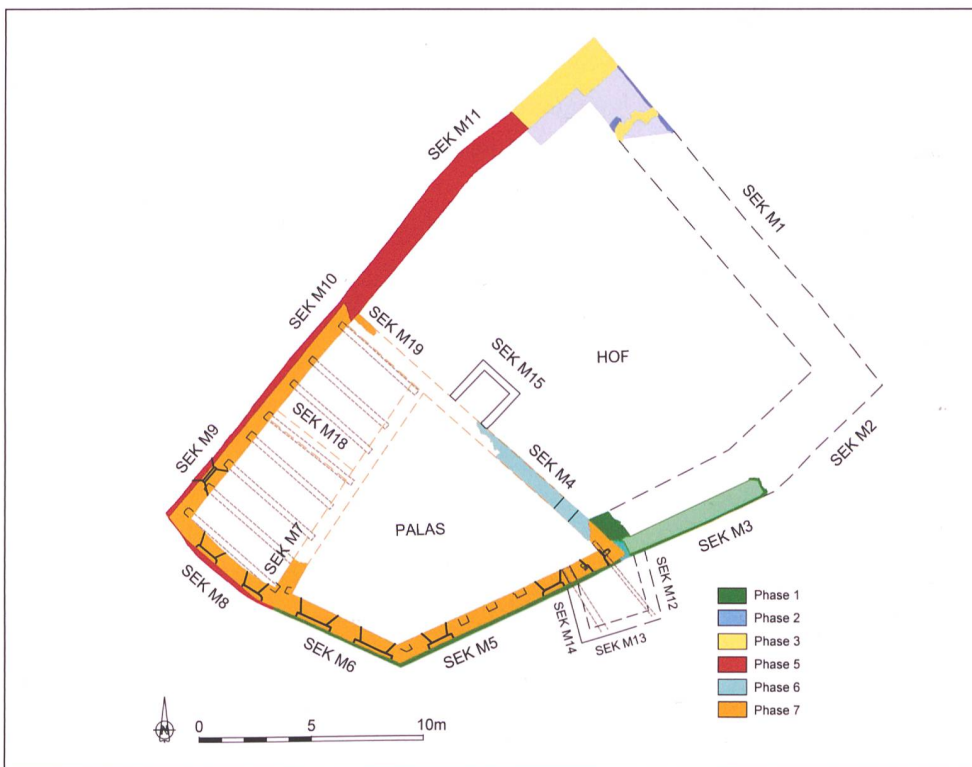 SEK M11
SEK M1
SEK M10
SEK M19
SEK M15
HOF
SEK M18
SEK M9
SEK M4
SEK M2
SEK M7
PALAS
SEK M3
SEK M8
SEK M12
SEK M14
SEK M13
SEK M6
SEK M5
Phase 1
Phase 2
Phase 3
Phase 5
Phase 6
Phase 7
N
0 5 10m